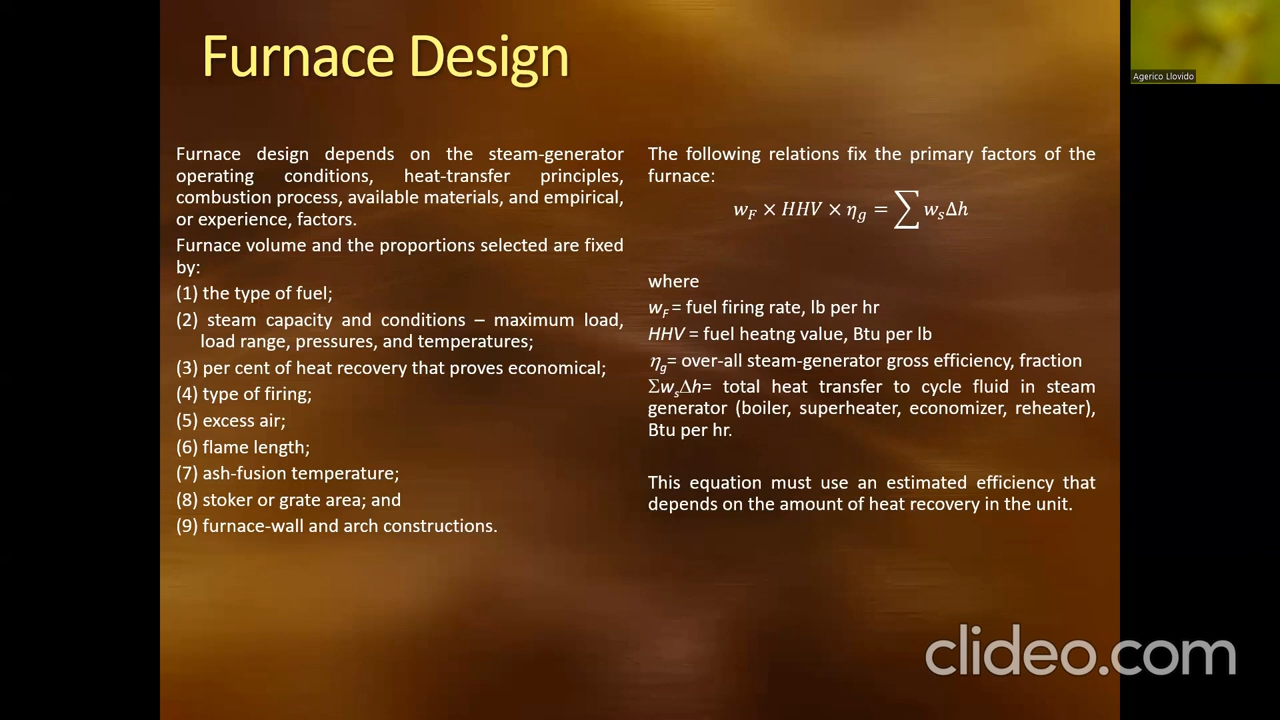 Furnace Design
Agerico Llovido
Furnace design depends on the steam-generator
operating conditions, heat-transfer principles,
combustion process, available materials, and empirical,
or experience, factors.
Furnace volume and the proportions selected are fixed
by:
(1) the type of fuel;
(2) steam capacity and conditions – maximum load,
load range, pressures, and temperatures;
(3) per cent of heat recovery that proves economical;
(4) type of firing;
(5) excess air;
(6) flame length;
(7) ash-fusion temperature;
(8) stoker or grate area; and
(9) furnace-wall and arch constructions.
The following relations fix the primary factors of the
furnace:
w_F × HHV × η_g = ∑ w_sΔh
where
w_F = fuel firing rate, lb per hr
HHV = fuel heatng value, Btu per lb
η_g= over-all steam-generator gross efficiency, fraction
Σw_sΔh= total heat transfer to cycle fluid in steam
generator (boiler, superheater, economizer, reheater),
Btu per hr.
This equation must use an estimated efficiency that
depends on the amount of heat recovery in the unit.
clideo.com